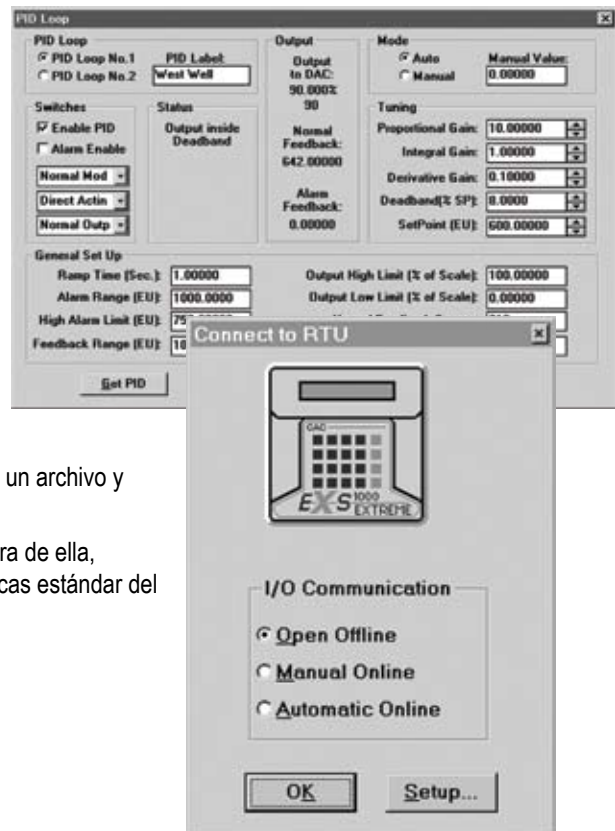 PID Loop
PID Loop
PID Loop No.1
PID Loop No.2
PID Label:
West Well
Output
Output
to DAC:
90.000%
90
Normal
Feedback:
642.00000
Alarm
Feedback:
0.00000
Mode
Auto
Manual
Manual Value:
0.00000
Switches
Enable PID
Alarm Enable
Normal Mod
Direct Actin
Normal Outp
Status
Output inside
Deadband
Tuning
Proportional Gain: 10.00000
Integral Gain: 1.00000
Derivative Gain: 0.10000
Deadband(% SP): 8.0000
SetPoint (EU): 600.00000
General Set Up
Ramp Time (Sec.): 1.00000
Alarm Range (EU): 1000.0000
High Alarm Limit (EU):
Feedback Range (EU):
Output High Limit (% of Scale): 100.00000
Output Low Limit (% of Scale): 0.00000
Get PID
un archivo y
ra de ella,
cas estándar del
Connect to RTU
CAC
EXS 1000
EXTREME
I/O Communication
Open Offline
Manual Online
Automatic Online
OK
Setup...